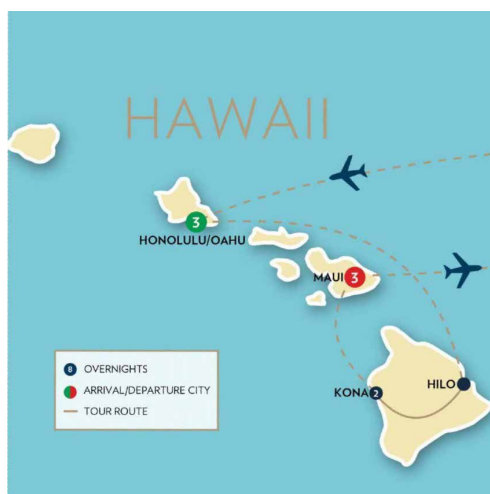 HAWAII
3
HONOLULU/OAHU
MAUI 3
KONA 2
HILO
8 OVERNIGHTS
ARRIVAL/DEPARTURE CITY
TOUR ROUTE